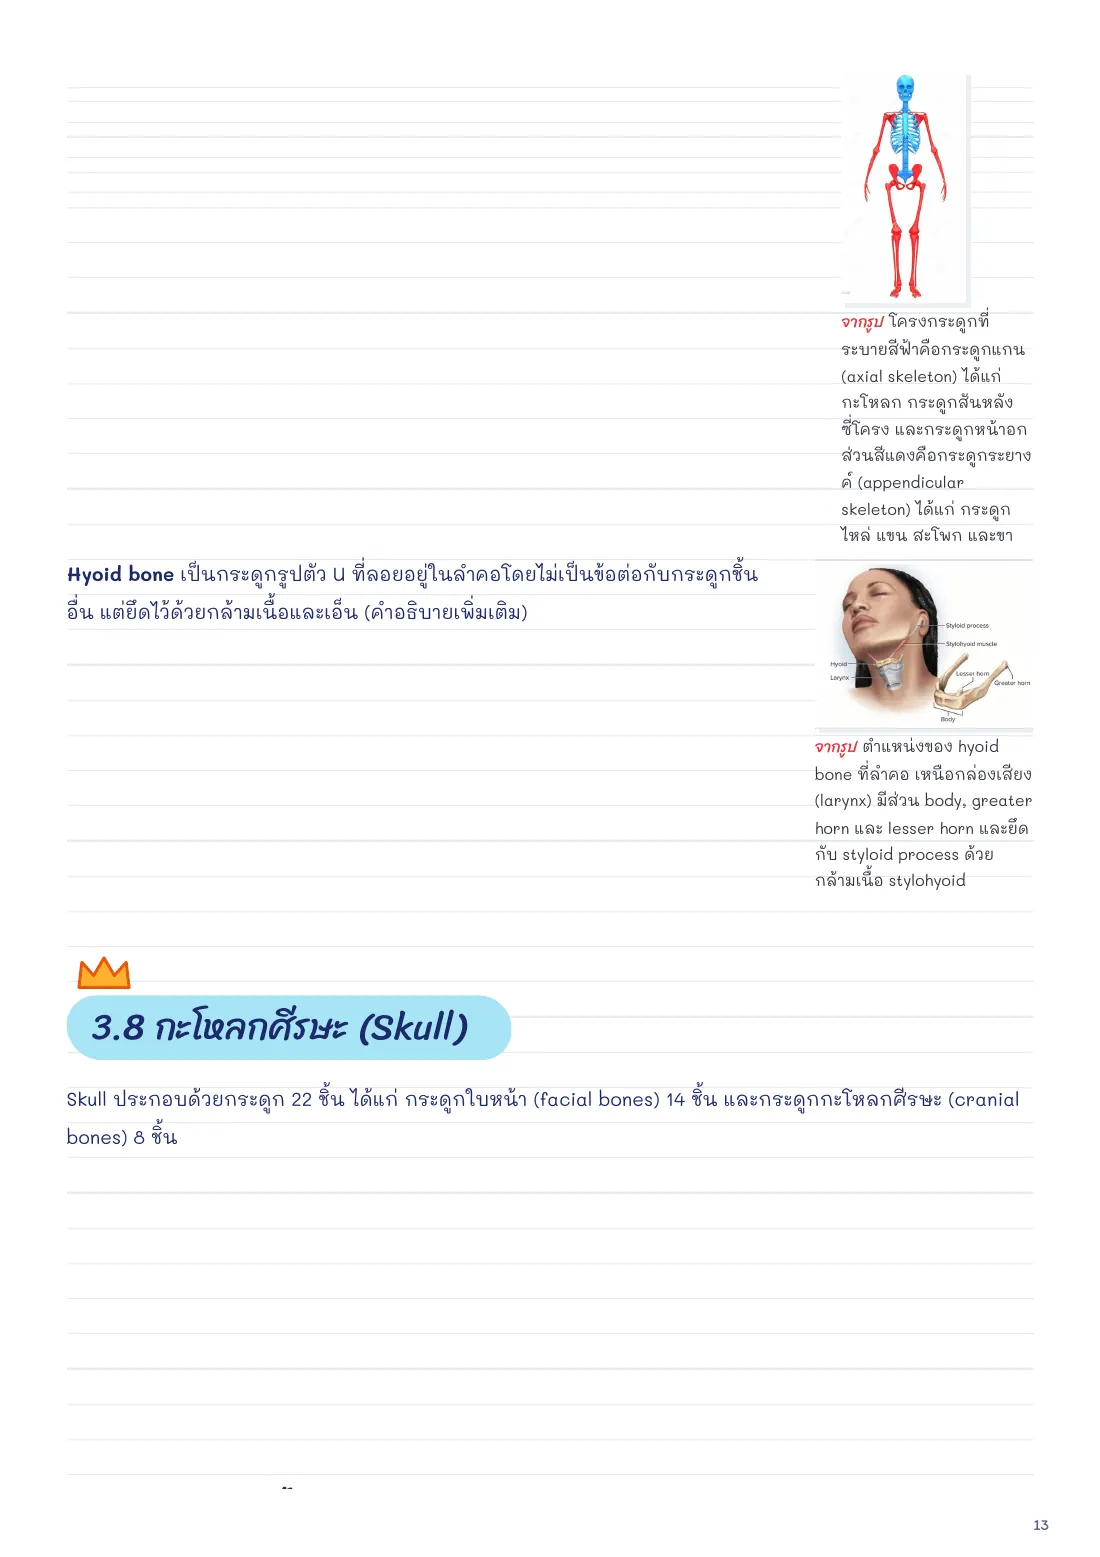 จากรูป โครงกระดูกที่
ระบายสีฟ้าคือกระดูกแกน
(axial skeleton) ได้แก่
กะโหลก กระดูกสันหลัง
ซี่โครง และกระดูกหน้าอก
ส่วนสีแดงคือกระดูกระยาง
ค์ (appendicular
skeleton) ได้แก่ กระดูก
ไหล่ แขน สะโพก และขา
Hyoid bone เป็นกระดูกรูปตัว U ที่ลอยอยู่ในลำคอโดยไม่เป็นข้อต่อกับกระดูกชิ้น
อื่น แต่ยึดไว้ด้วยกล้ามเนื้อและเอ็น (คำอธิบายเพิ่มเติม)
Styloid process
Stylohyoid muscle
Hyoid
Larynx
Lesser horn
Greater horn
Body
จากรูป ตำแหน่งของ hyoid
bone ที่ลำคอ เหนือกล่องเสียง
(larynx) มีส่วน body, greater
horn และ lesser horn และยึด
กับ styloid process ด้วย
กล้ามเนื้อ stylohyoid
3.8 กะโหลกศีรษะ (Skull)
Skull ประกอบด้วยกระดูก 22 ชิ้น ได้แก่ กระดูกใบหน้า (facial bones) 14 ชิ้น และกระดูกกะโหลกศีรษะ (cranial
bones) 8 ชิ้น
13